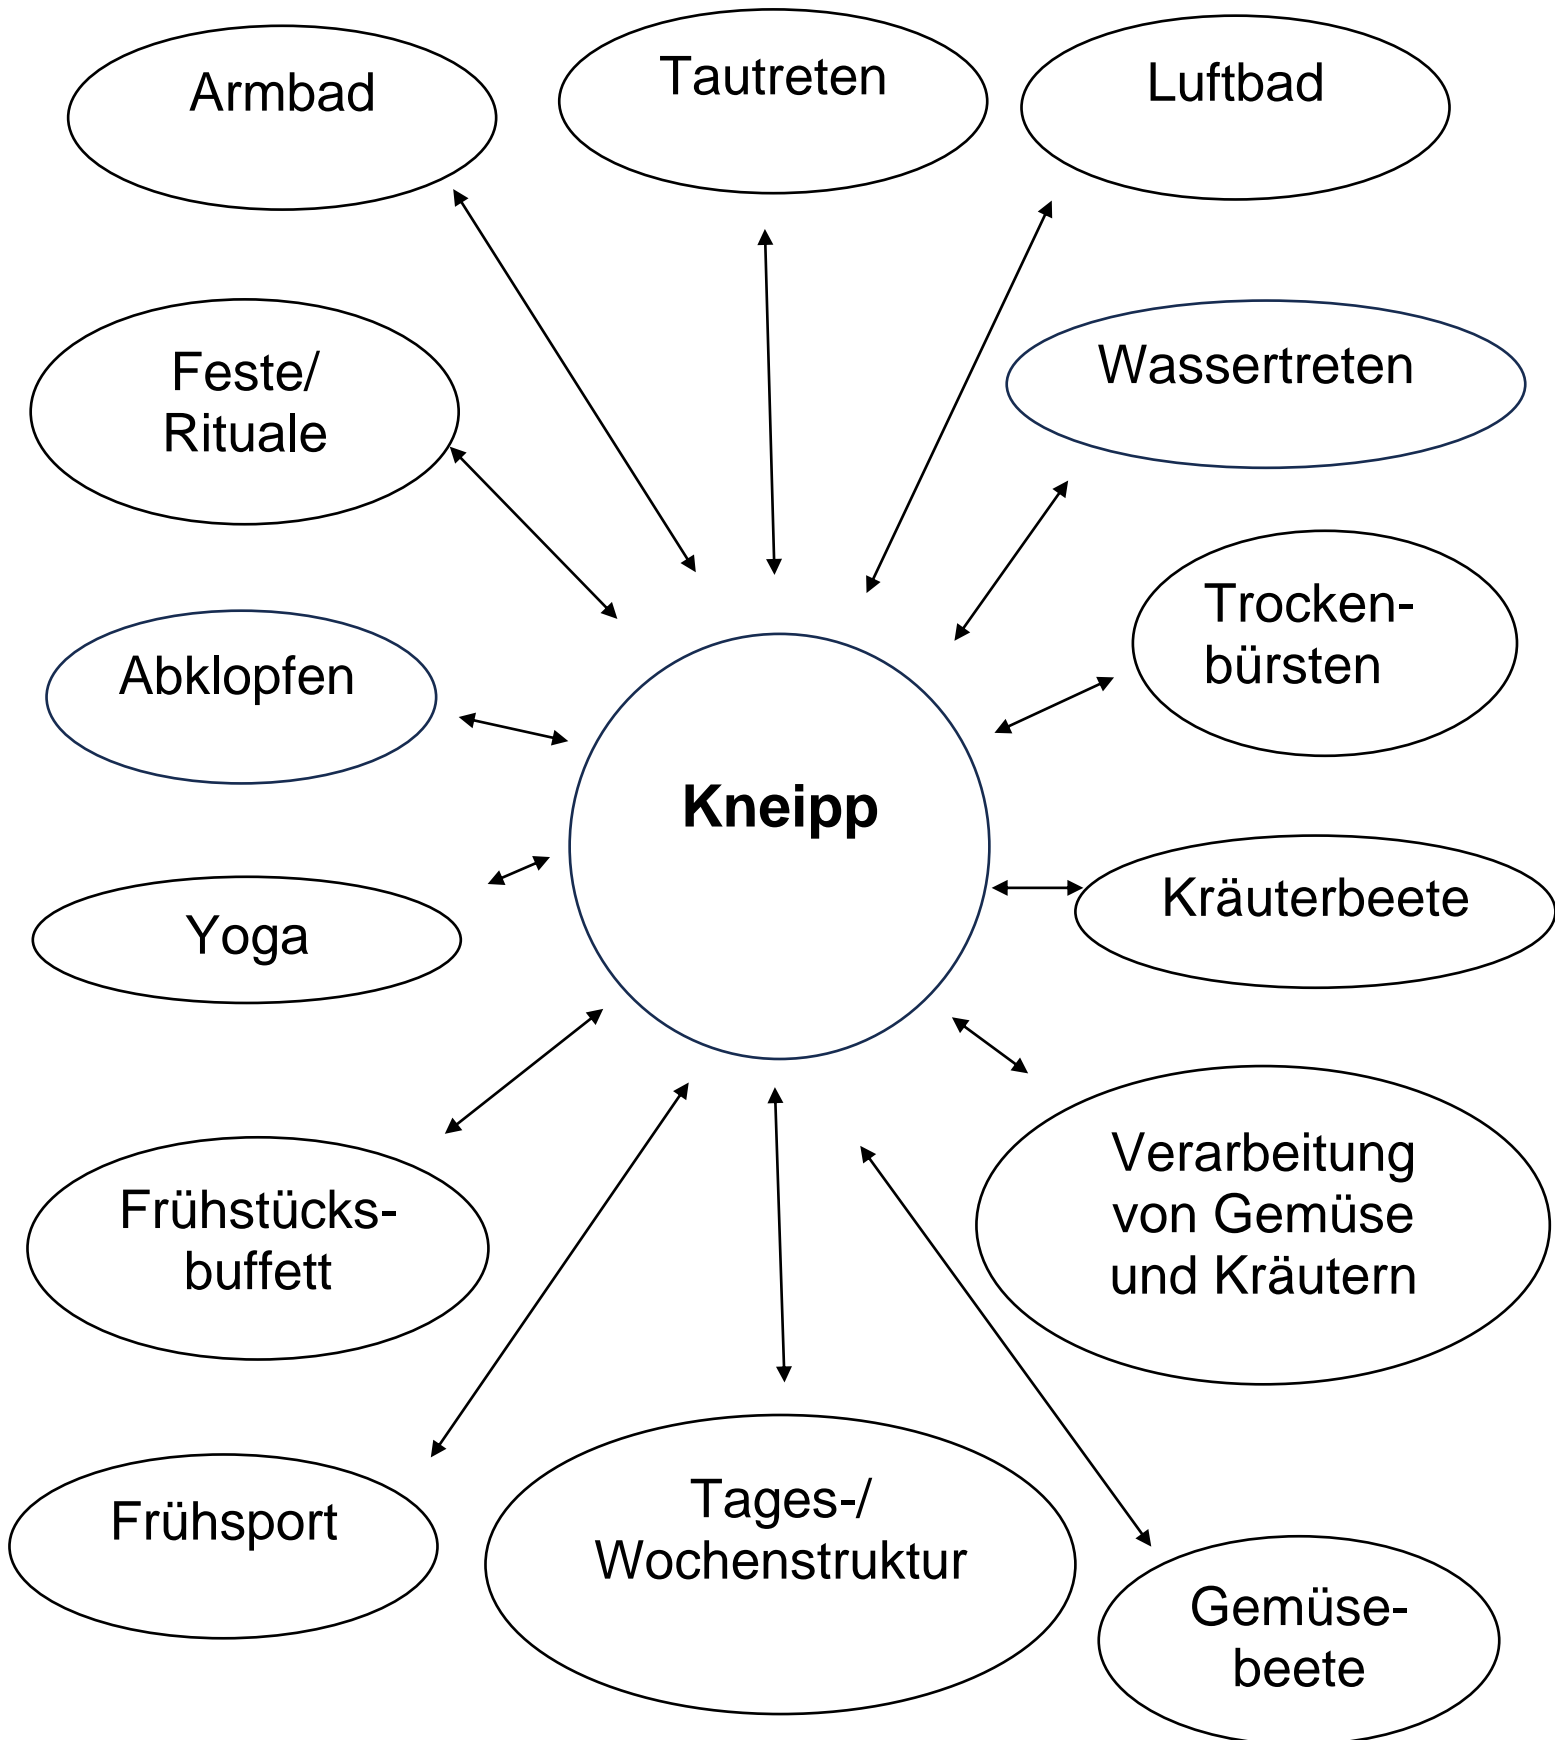 Armbad
Tautreten
Luftbad
Feste/
Rituale
Wassertreten
Trocken-
bürsten
Abklopfen
Kneipp
Yoga
Kräuterbeete
Frühstücks-
buffett
Verarbeitung
von Gemüse
und Kräutern
Frühsport
Tages-/
Wochenstruktur
Gemüse-
beete